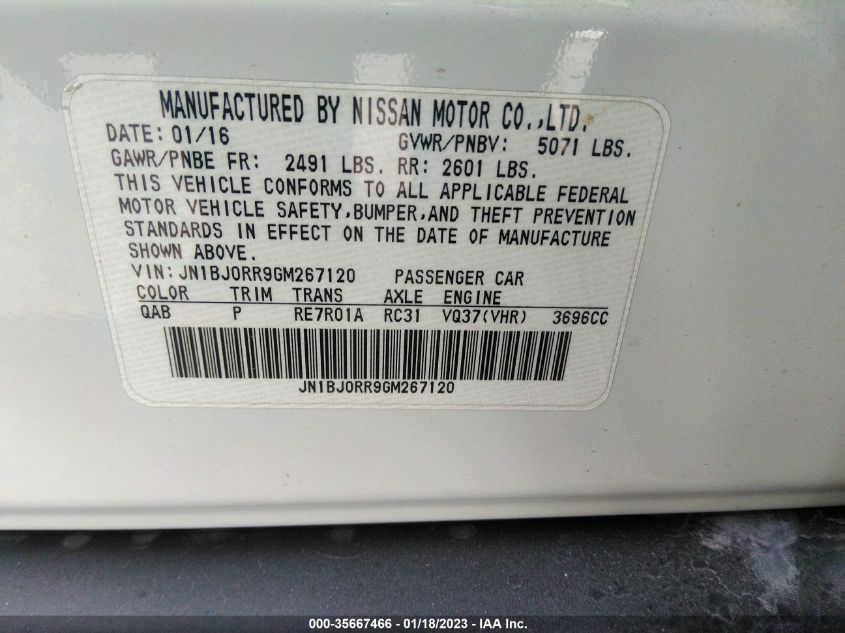 MANUFACTURED BY NISSAN MOTOR CO.,LTD.
DATE: 01/16 GVWR/PNBV: 5071 LBS.
GAWR/PNBE FR: 2491 LBS. RR: 2601 LBS.
THIS VEHICLE CONFORMS TO ALL APPLICABLE FEDERAL
MOTOR VEHICLE SAFETY,BUMPER,AND THEFT PREVENTION
STANDARDS IN EFFECT ON THE DATE OF MANUFACTURE
SHOWN ABOVE.
VIN: JN1BJ0RR9GM267120 PASSENGER CAR
COLOR TRIM TRANS AXLE ENGINE
QAB P RE7R01A RC31 VQ37(VHR) 3696CC
JN1BJ0RR9GM267120
000-35667466 - 01/18/2023 - IAA Inc.